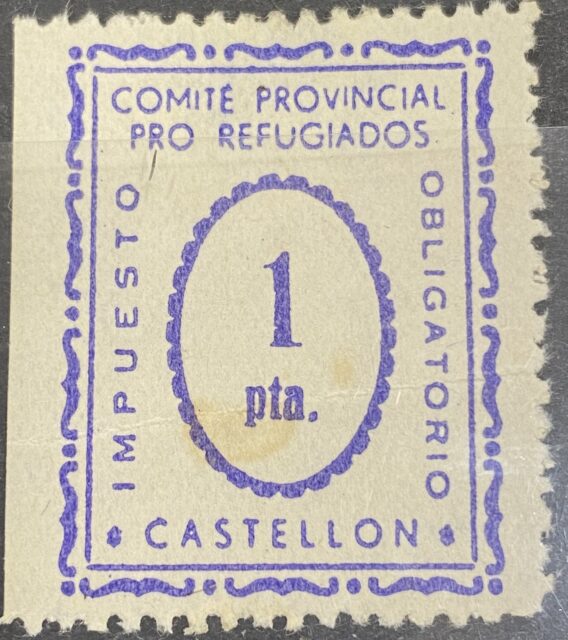 COMITÉ PROVINCIAL
PRO REFUGIADOS
IMPUESTO
OBLIGATORIO
1
pta.
CASTELLON